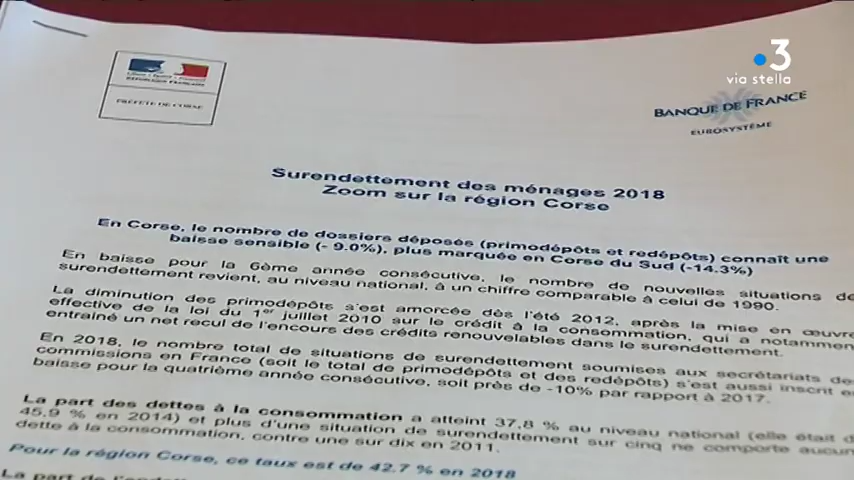 3
via stella
RÉPUBLIQUE FRANÇAISE
PRÉFÈTE DE CORSE
BANQUE DE FRANCE
EUROSYSTÈME
Surendettement des ménages 2018
Zoom sur la région Corse
En Corse, le nombre de dossiers déposés (primodépôts et redépôts) connaît une
baisse sensible (- 9.0%), plus marquée en Corse du Sud (-14.3%)
En baisse pour la 6ème année consécutive, le nombre de nouvelles situations de
surendettement revient, au niveau national, à un chiffre comparable à celui de 1990.
La diminution des primodépôts s'est amorcée dès l'été 2012, après la mise en œuvre
effective de la loi du 1er juillet 2010 sur le crédit à la consommation, qui a notamment
entraîné un net recul de l'encours des crédits renouvelables dans le surendettement.
En 2018, le nombre total de situations de surendettement soumises aux secrétariats de
commissions en France (soit le total de primodépôts et des redépôts) s'est aussi inscrit e
baisse pour la quatrième année consécutive, soit près de -10% par rapport à 2017.
La part des dettes à la consommation a atteint 37,8 % au niveau national (elle était d
45,9 % en 2014) et plus d'une situation de surendettement sur cinq ne comporte aucun
dette à la consommation, contre une sur dix en 2011.
Pour la région Corse, ce taux est de 42.7 % en 2018
La part de